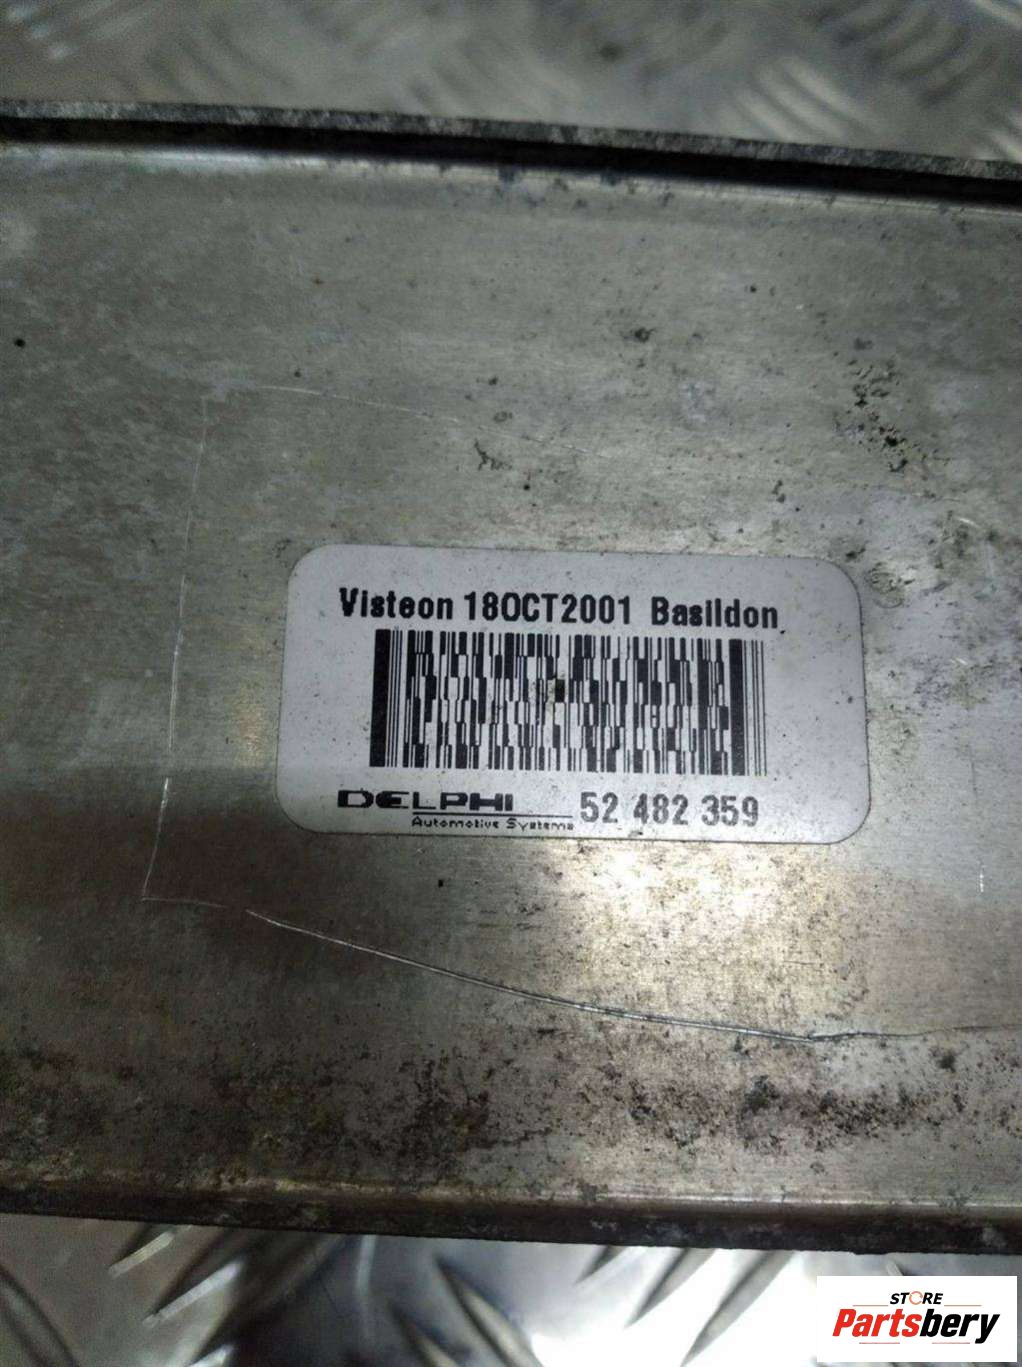 Visteon 18OCT2001 Basildon
DELPHI 52 482 359
Automotive Systems
STORE
Partsbery